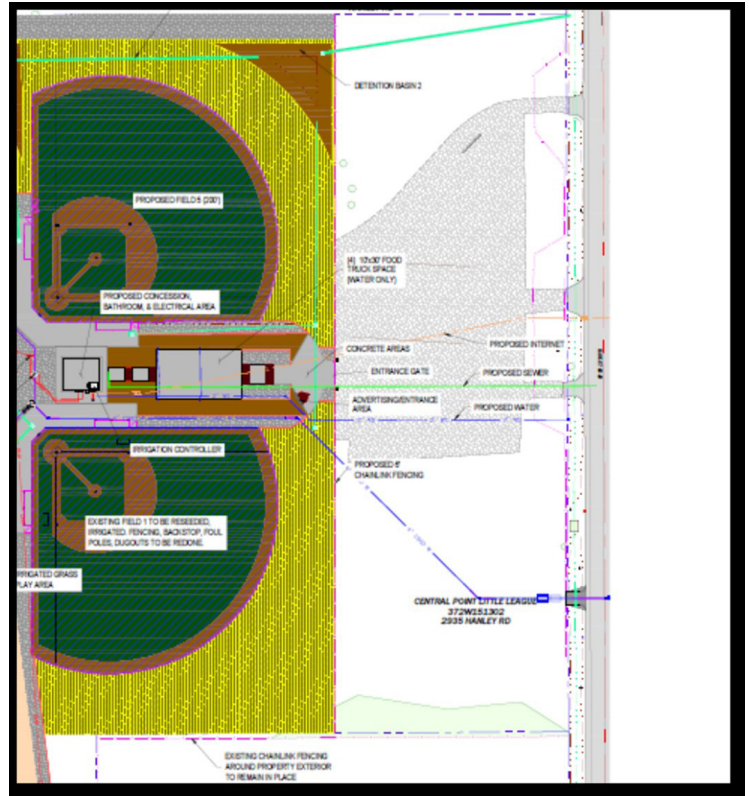 DETENTION BASIN 2
PROPOSED FIELD 5 (200')
(4) 10'x30' FOOD
TRUCK SPACE
(WATER ONLY)
PROPOSED CONCESSION,
BATHROOM, & ELECTRICAL AREA
CONCRETE AREAS
PROPOSED INTERNET
ENTRANCE GATE
PROPOSED SEWER
ADVERTISING/ENTRANCE
AREA
PROPOSED WATER
IRRIGATION CONTROLLER
PROPOSED 6'
CHAINLINK FENCING
EXISTING FIELD 1 TO BE RESEEDED,
IRRIGATED. FENCING, BACKSTOP, FOUL
POLES, DUGOUTS TO BE REDONE.
IRRIGATED GRASS
PLAY AREA
CENTRAL POINT LITTLE LEAGUE
372W151302
2935 HANLEY RD
EXISTING CHAINLINK FENCING
AROUND PROPERTY EXTERIOR
TO REMAIN IN PLACE